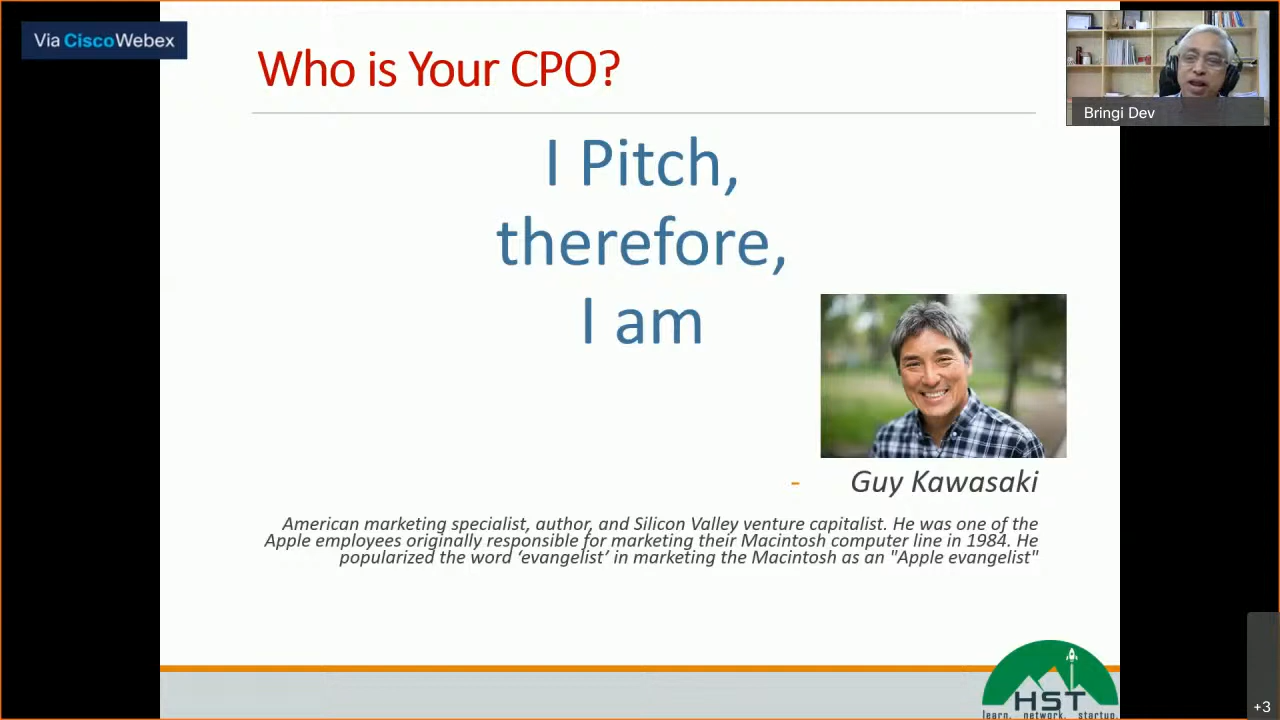 Via CiscoWebex
Who is Your CPO?
Bringi Dev
I Pitch,
therefore,
I am
- Guy Kawasaki
American marketing specialist, author, and Silicon Valley venture capitalist. He was one of the
Apple employees originally responsible for marketing their Macintosh computer line in 1984. He
popularized the word ‘evangelist’ in marketing the Macintosh as an "Apple evangelist"
HST
learn. network. startup.
+3